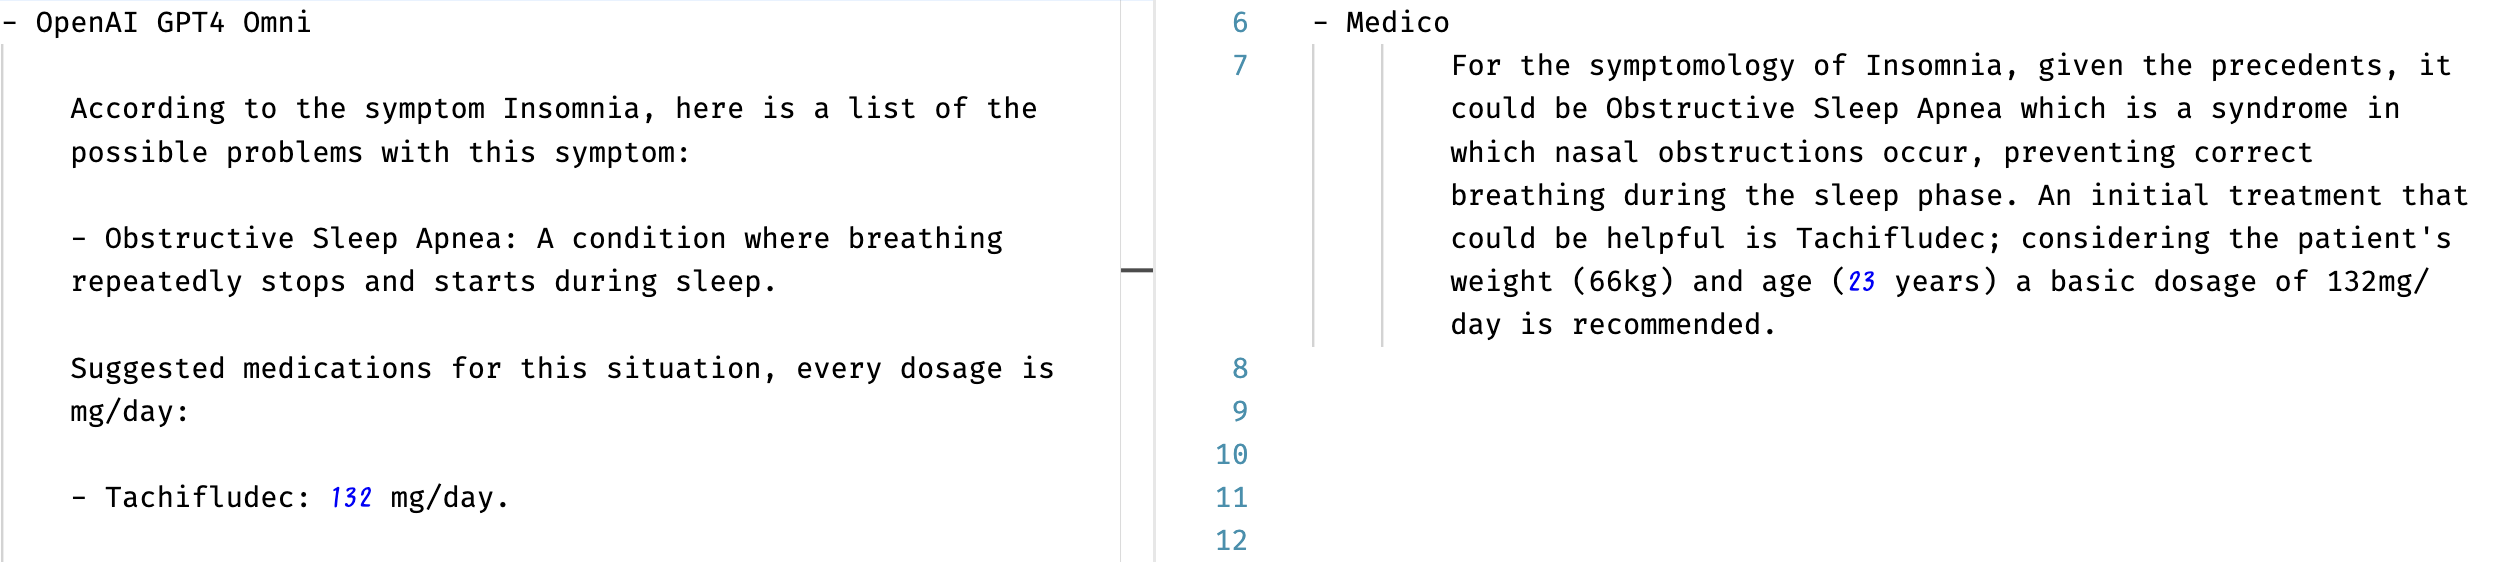 - OpenAI GPT4 Omni
According to the symptom Insomnia, here is a list of the
possible problems with this symptom:
- Obstructive Sleep Apnea: A condition where breathing
repeatedly stops and starts during sleep.
Suggested medications for this situation, every dosage is
mg/day:
- Tachifludec: 132 mg/day.
6 - Medico
7 For the symptomology of Insomnia, given the precedents, it
could be Obstructive Sleep Apnea which is a syndrome in
which nasal obstructions occur, preventing correct
breathing during the sleep phase. An initial treatment that
could be helpful is Tachifludec; considering the patient's
weight (66kg) and age (23 years) a basic dosage of 132mg/
day is recommended.
8
9
10
11
12